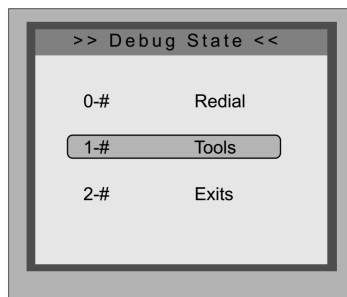 >> Debug State <<
0-# Redial
1-# Tools
2-# Exits